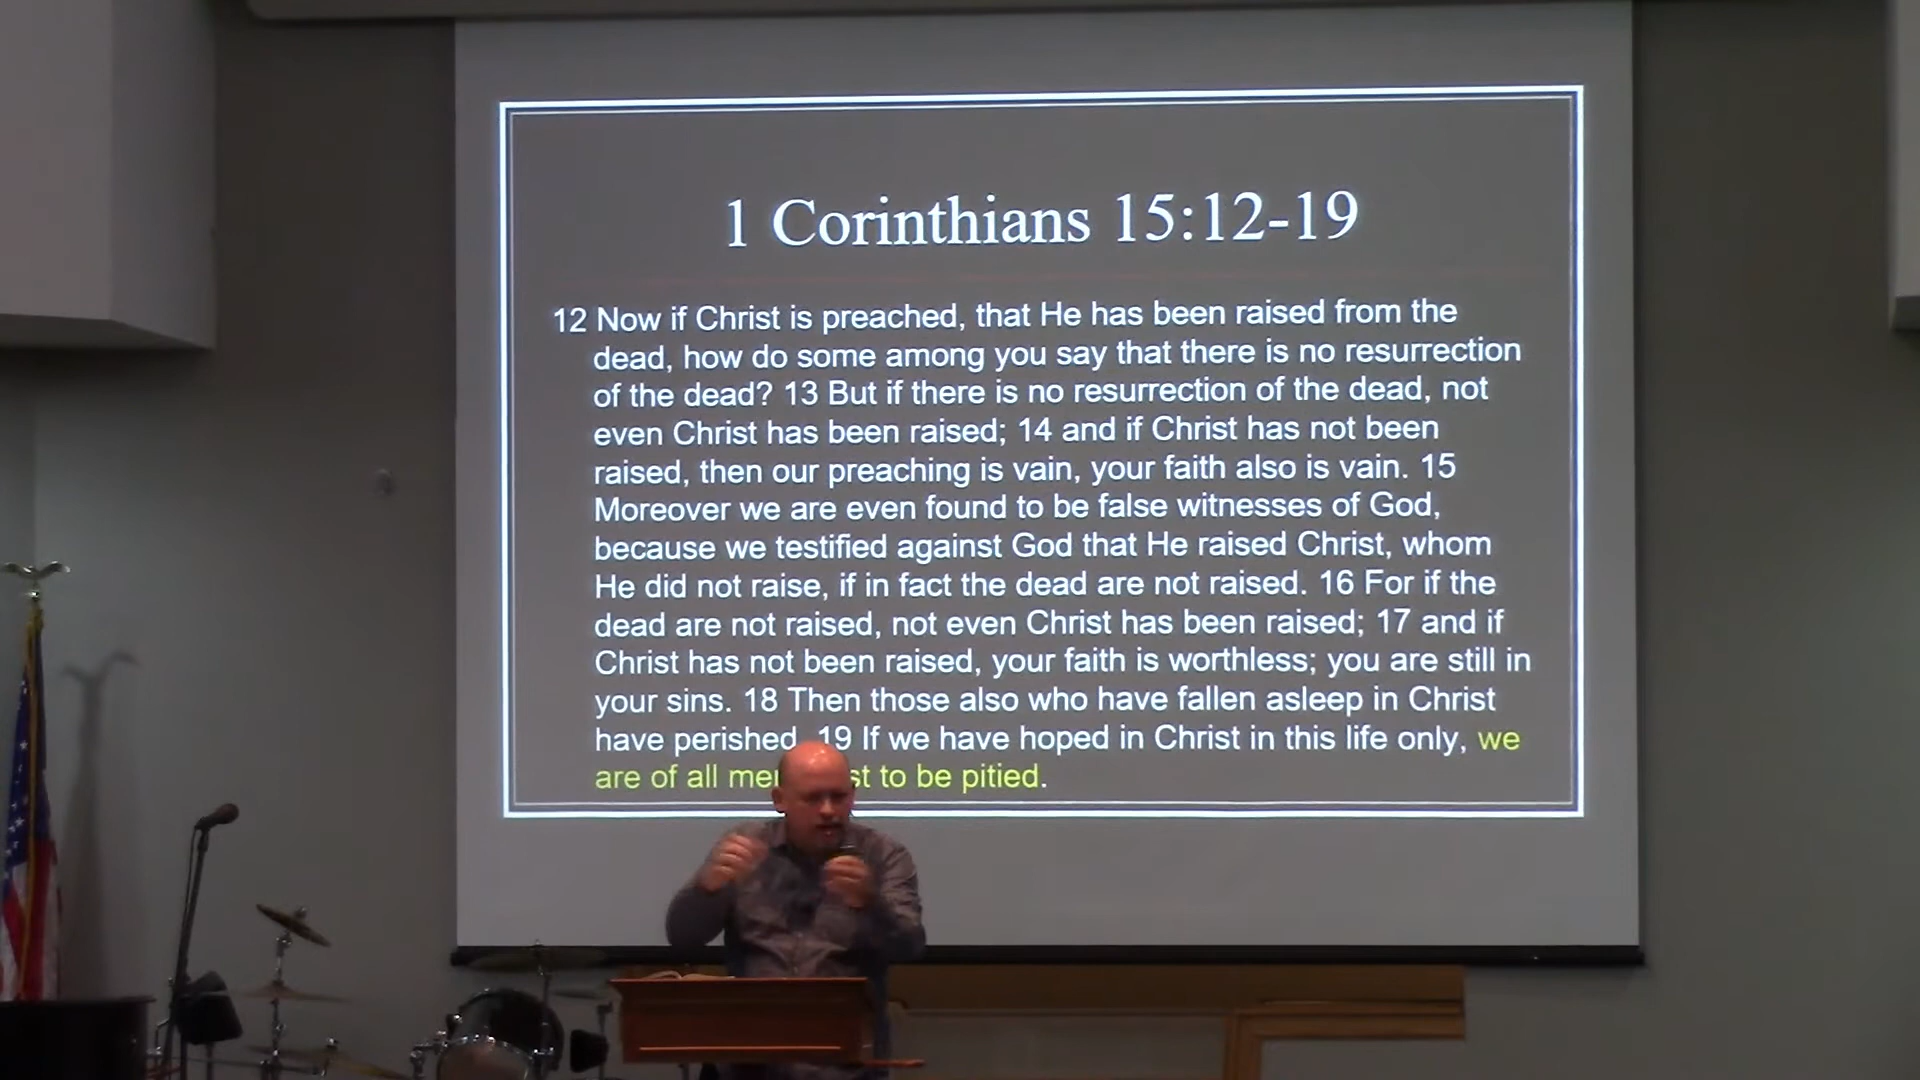 1 Corinthians 15:12-19
12 Now if Christ is preached, that He has been raised from the
dead, how do some among you say that there is no resurrection
of the dead? 13 But if there is no resurrection of the dead, not
even Christ has been raised; 14 and if Christ has not been
raised, then our preaching is vain, your faith also is vain. 15
Moreover we are even found to be false witnesses of God,
because we testified against God that He raised Christ, whom
He did not raise, if in fact the dead are not raised. 16 For if the
dead are not raised, not even Christ has been raised; 17 and if
Christ has not been raised, your faith is worthless; you are still in
your sins. 18 Then those also who have fallen asleep in Christ
have perished. 19 If we have hoped in Christ in this life only, we
are of all to be pitied.